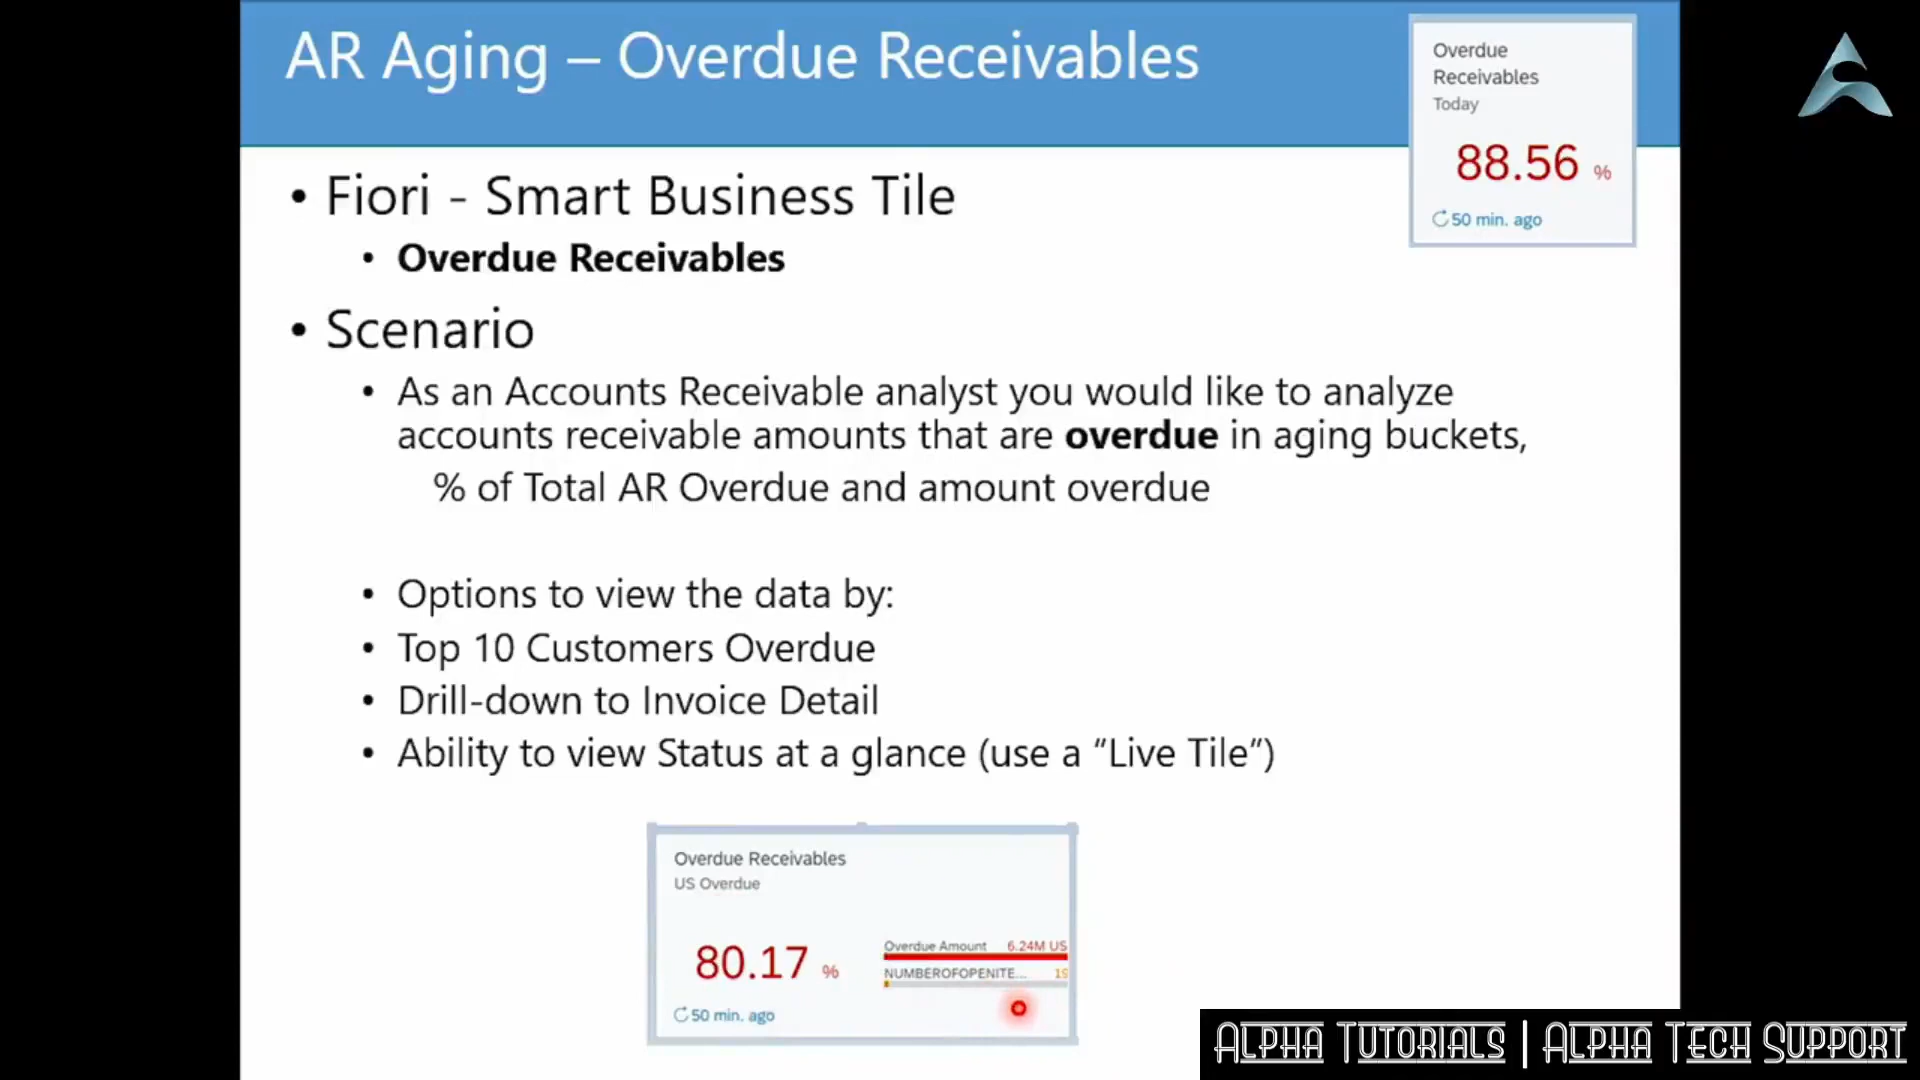 AR Aging – Overdue Receivables
Overdue
Receivables
Today
88.56 %
50 min. ago
• Fiori - Smart Business Tile
• Overdue Receivables
• Scenario
• As an Accounts Receivable analyst you would like to analyze
accounts receivable amounts that are overdue in aging buckets,
% of Total AR Overdue and amount overdue
• Options to view the data by:
• Top 10 Customers Overdue
• Drill-down to Invoice Detail
• Ability to view Status at a glance (use a “Live Tile”)
Overdue Receivables
US Overdue
80.17 %
Overdue Amount 6.24M US
NUMBEROFOPENITE... 19
50 min. ago
ALPHA TUTORIALS | ALPHA TECH SUPPORT